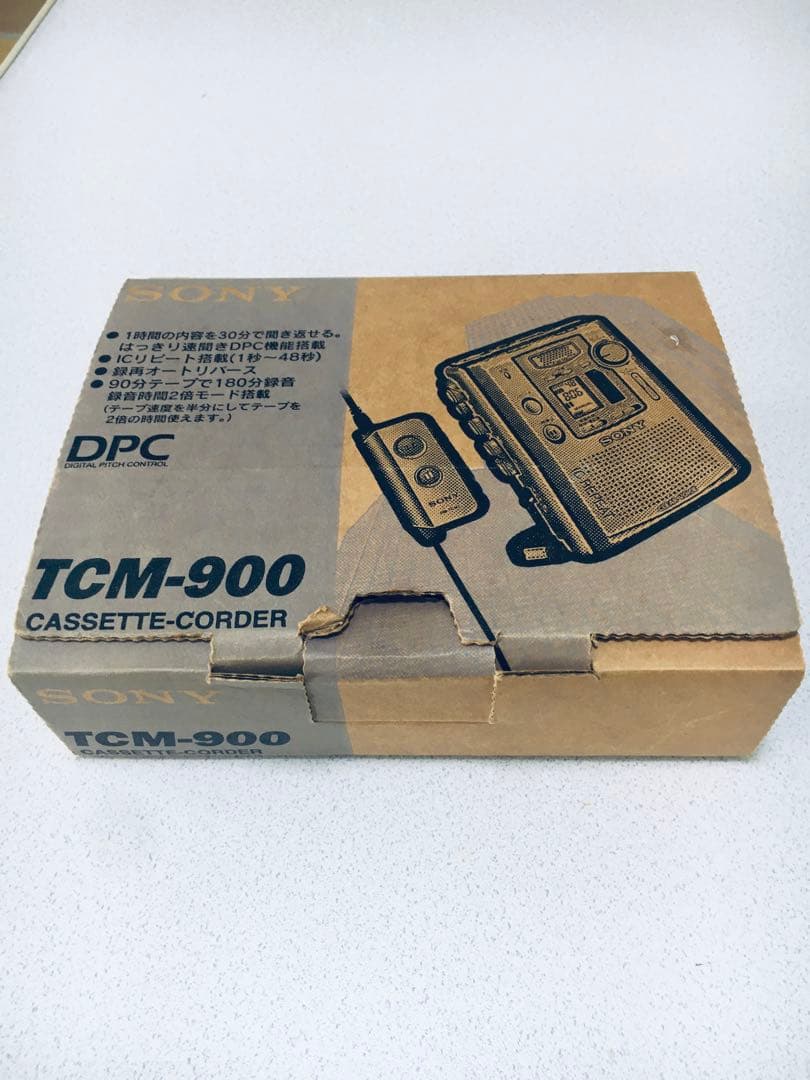 SONY
● 1時間の内容を30分で聞き返せる。
はっきり速聞きDPC機能搭載
● ICリピート搭載(1秒〜48秒)
● 録再オートリバース
● 90分テープで180分録音
録音時間2倍モード搭載
(テープ速度を半分にしてテープを
2倍の時間使えます。)
DPC
DIGITAL PITCH CONTROL
TCM-900
CASSETTE-CORDER
SONY
IC REPEAT
SONY
SONY
TCM-900
CASSETTE-CORDER